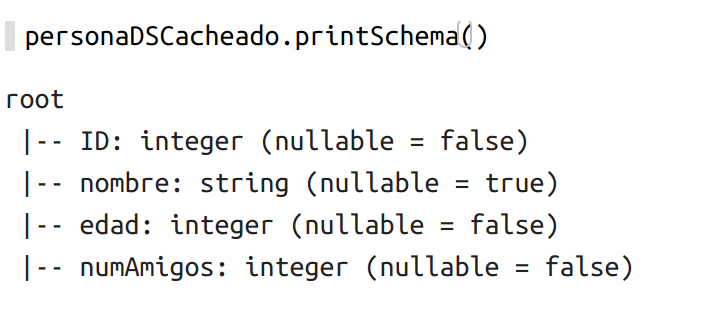 personaDSCacheado.printSchema()
root
|-- ID: integer (nullable = false)
|-- nombre: string (nullable = true)
|-- edad: integer (nullable = false)
|-- numAmigos: integer (nullable = false)